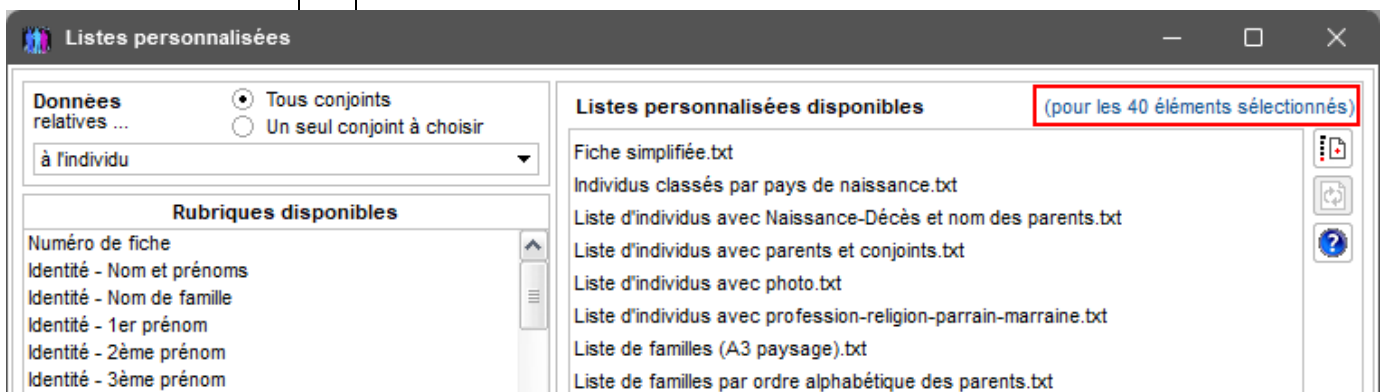 Listes personnalisées
Données
relatives ...
Tous conjoints
Un seul conjoint à choisir
à l'individu
Rubriques disponibles
Numéro de fiche
Identité - Nom et prénoms
Identité - Nom de famille
Identité - 1er prénom
Identité - 2ème prénom
Identité - 3ème prénom
Listes personnalisées disponibles
(pour les 40 éléments sélectionnés)
Fiche simplifiée.txt
Individus classés par pays de naissance.txt
Liste d'individus avec Naissance-Décès et nom des parents.txt
Liste d'individus avec parents et conjoints.txt
Liste d'individus avec photo.txt
Liste d'individus avec profession-religion-parrain-marraine.txt
Liste de familles (A3 paysage).txt
Liste de familles par ordre alphabétique des parents.txt